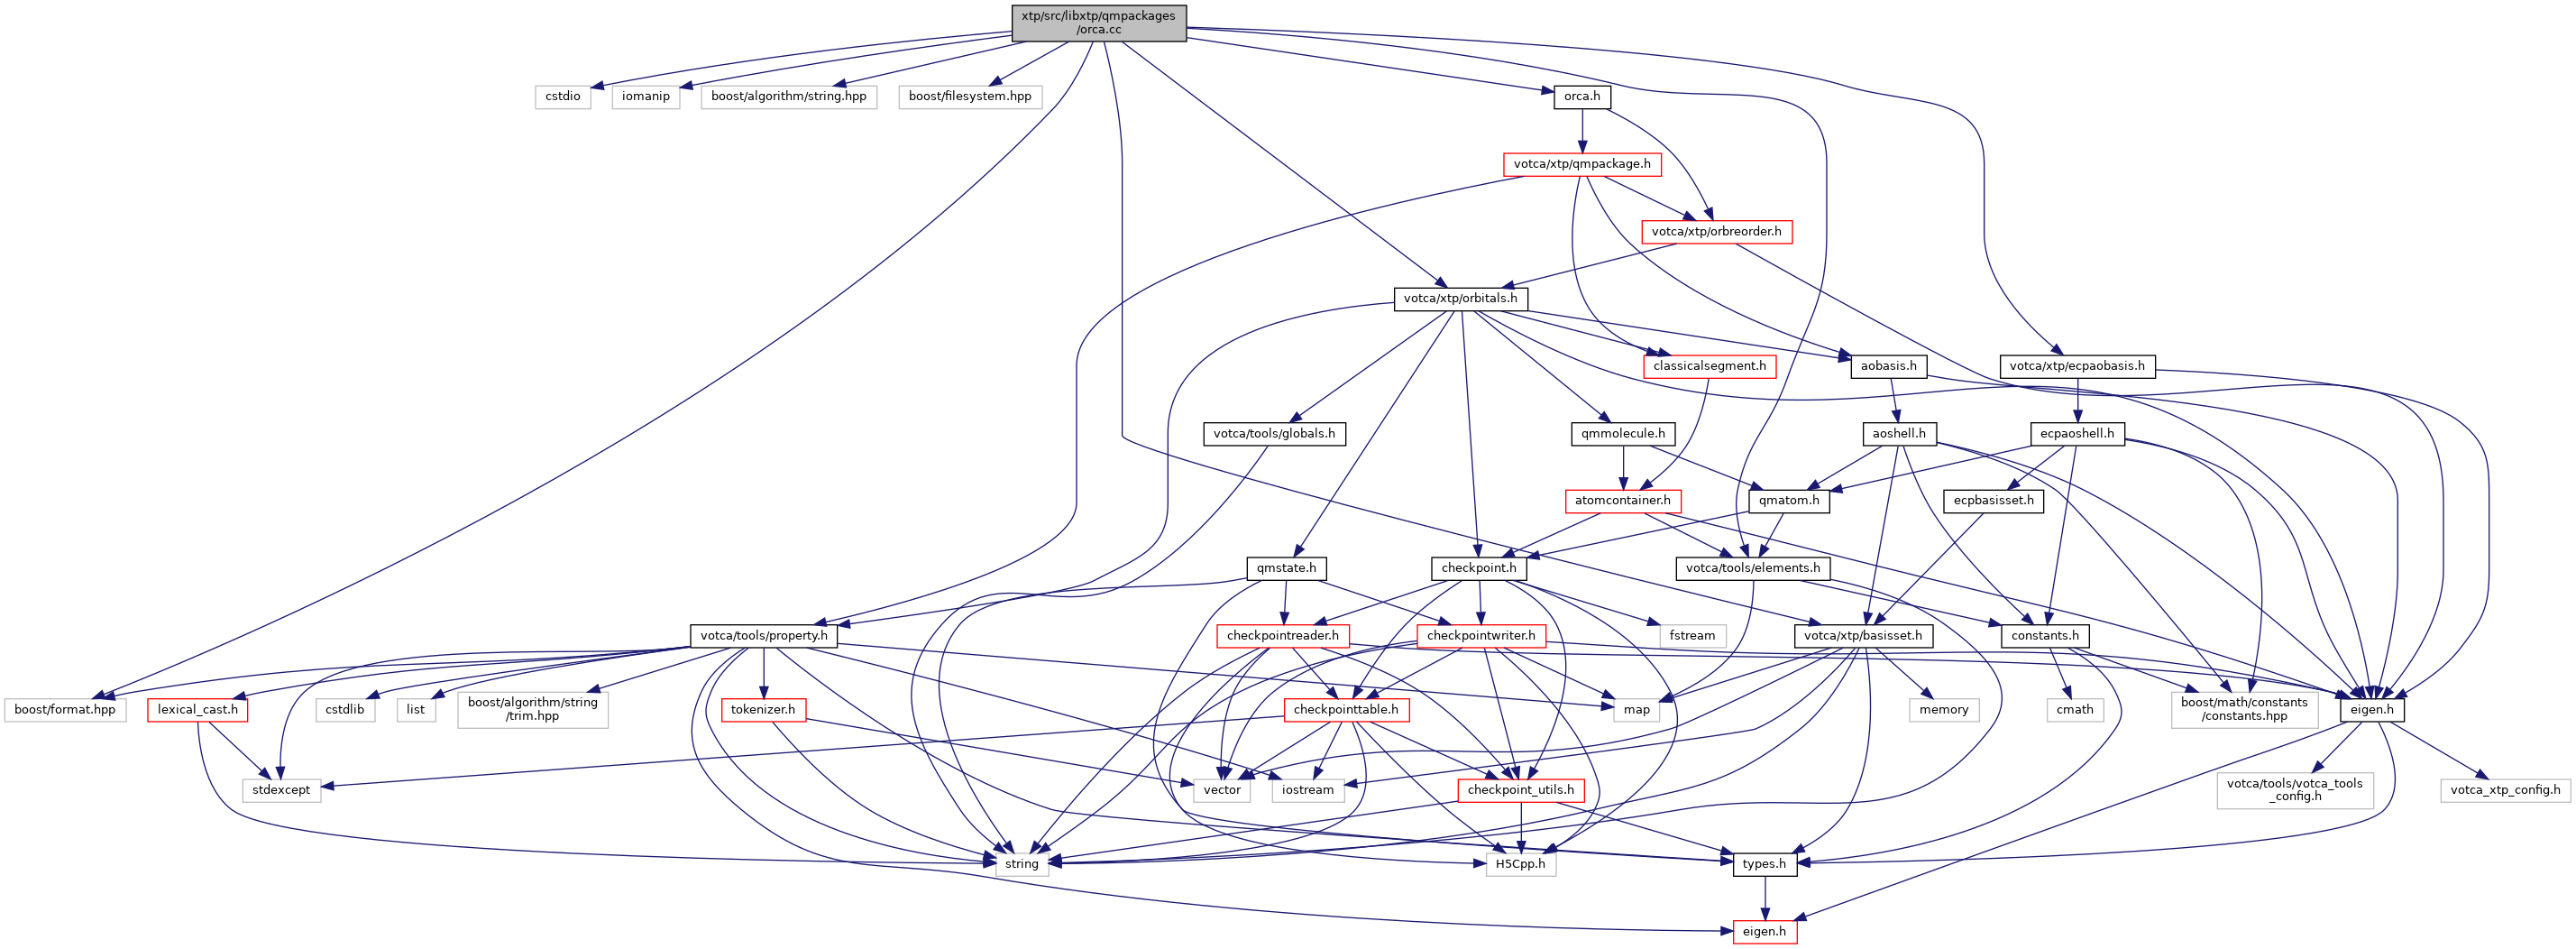 xtp/src/libxtp/qmpackages
/orca.cc
cstdio
iomanip
boost/algorithm/string.hpp
boost/filesystem.hpp
orca.h
votca/xtp/qmpackage.h
votca/xtp/orbreorder.h
votca/xtp/orbitals.h
classicalsegment.h
aobasis.h
votca/xtp/ecpaobasis.h
votca/tools/globals.h
qmmolecule.h
aoshell.h
ecpaoshell.h
atomcontainer.h
qmatom.h
ecpbasisset.h
qmstate.h
checkpoint.h
votca/tools/elements.h
votca/tools/property.h
checkpointreader.h
checkpointwriter.h
fstream
votca/xtp/basisset.h
constants.h
boost/format.hpp
lexical_cast.h
cstdlib
list
boost/algorithm/string
/trim.hpp
tokenizer.h
checkpointtable.h
map
memory
cmath
boost/math/constants
/constants.hpp
eigen.h
stdexcept
vector
iostream
checkpoint_utils.h
votca/tools/votca_tools
_config.h
votca_xtp_config.h
string
H5Cpp.h
types.h
eigen.h